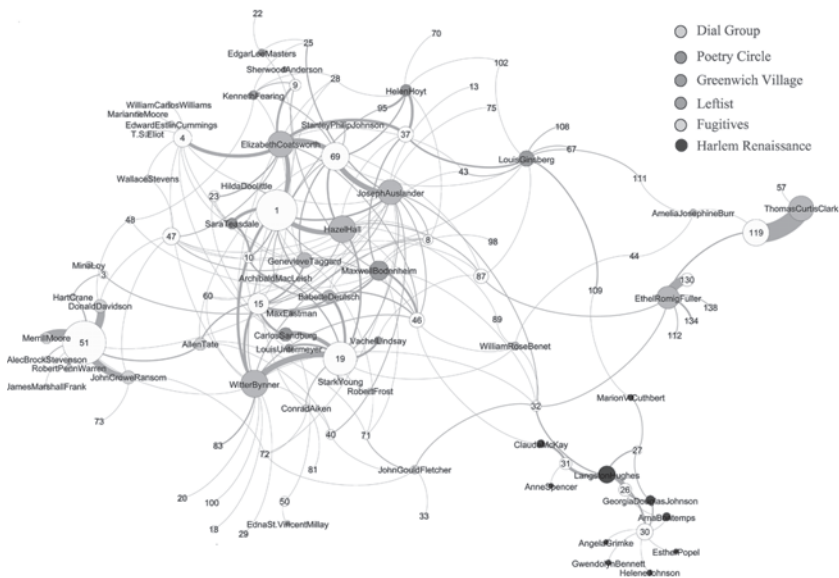 22
25
EdgarLeeMasters
SherwoodAnderson
9
28
KennethFearing
70
HelenHoyt
102
13
95
75
WilliamCarlosWilliams
MarianneMoore
EdwardEstlinCummings
T.S.Eliot
4
ElizabethCoatsworth
StanleyPhilipJohnson
69
37
108
67
LouisGinsberg
43
WallaceStevens
HildaDoolittle
23
JosephAuslander
111
57
ThomasCurtisClark
AmeliaJosephineBurr
119
48
SaraTeasdale
1
HazelHall
47
8
98
44
10
GenevieveTaggard
MinaLoy
3
ArchibaldMacLeish
MaxwellBodenheim
87
130
EthelRomigFuller
HartCrane
DonaldDavidson
60
15
BabetteDeutsch
MaxEastman
109
138
134
112
MerrillMoore
51
46
89
CarlosSandburg
VachelLindsay
AllenTate
LouisUntermeyer
19
WilliamRoseBenet
AlecBrockStevenson
RobertPennWarren
JohnCroweRansom
JamesMarshallFrank
WitterBynner
StarkYoung
RobertFrost
73
ConradAiken
32
MarionVCuthbert
83
72
40
71
ClaudeMcKay
27
81
JohnGouldFletcher
31
LangstonHughes
20
100
50
33
AnneSpencer
26
GeorgiaDouglasJohnson
ArnaBontemps
18
29
EdnaSt.VincentMillay
30
AngelaGrimke
EstherPopel
GwendolynBennett
HeleneJohnson
Dial Group
Poetry Circle
Greenwich Village
Leftist
Fugitives
Harlem Renaissance